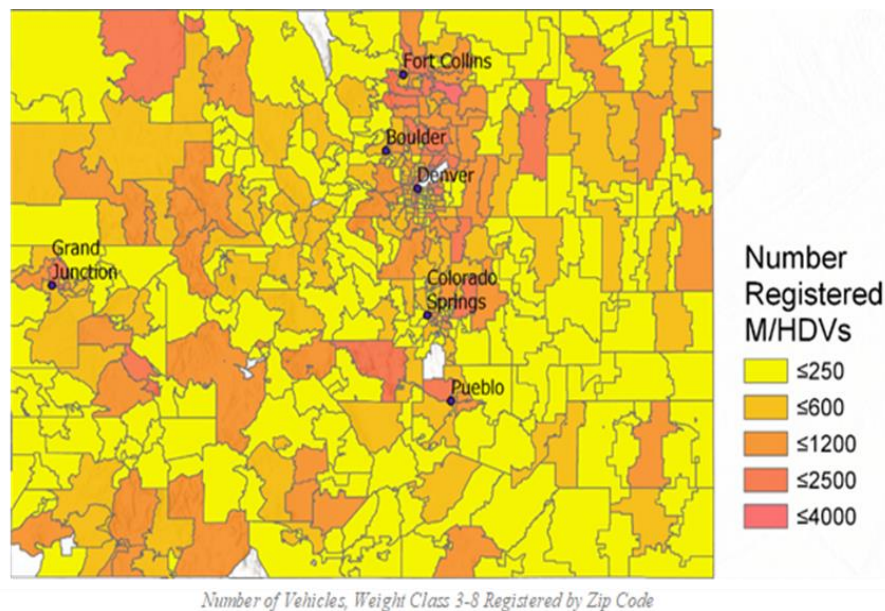 Fort Collins
Boulder
Denver
Grand
Junction
Colorado
Springs
Pueblo
Number
Registered
M/HDVs
≤250
≤600
≤1200
≤2500
≤4000
Number of Vehicles, Weight Class 3-8 Registered by Zip Code